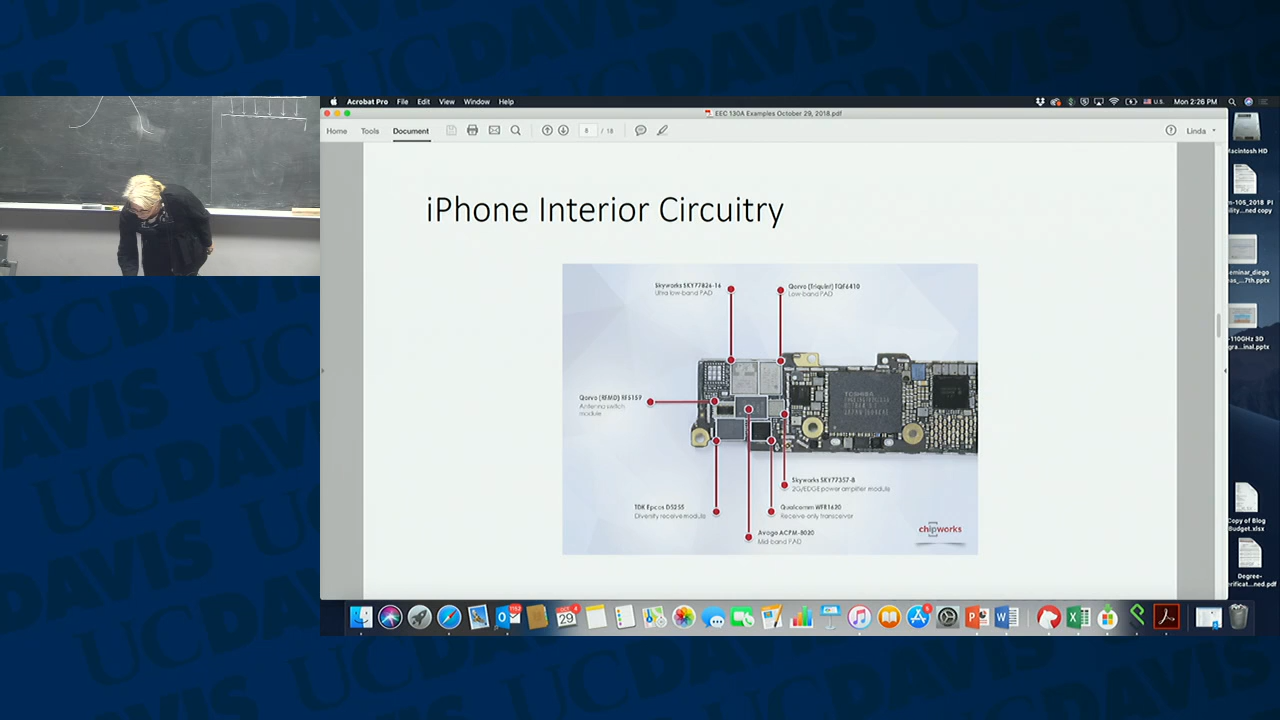 UC DAVIS
Acrobat Pro File Edit View Window Help
U.S. Mon 2:26 PM
EEC 130A Examples October 29, 2018.pdf
Home Tools Document
8 / 18
Linda
Macintosh HD
iPhone Interior Circuitry
Skyworks SKY77826-16
Ultra low-band PAD
Qorvo (Triquint) TQF6410
Low-band PAD
Qorvo (RFMD) RF5159
Antenna switch
module
TOSHIBA
Skyworks SKY77357-8
2G/EDGE power amplifier module
TDK Epcos D5255
Diversity receive module
Qualcomm WFR1620
Receive-only transceiver
Avago ACPM-8020
Mid band PAD
chipworks
Copy of Blog
Budget.xlsx
Degree-
OCT
29